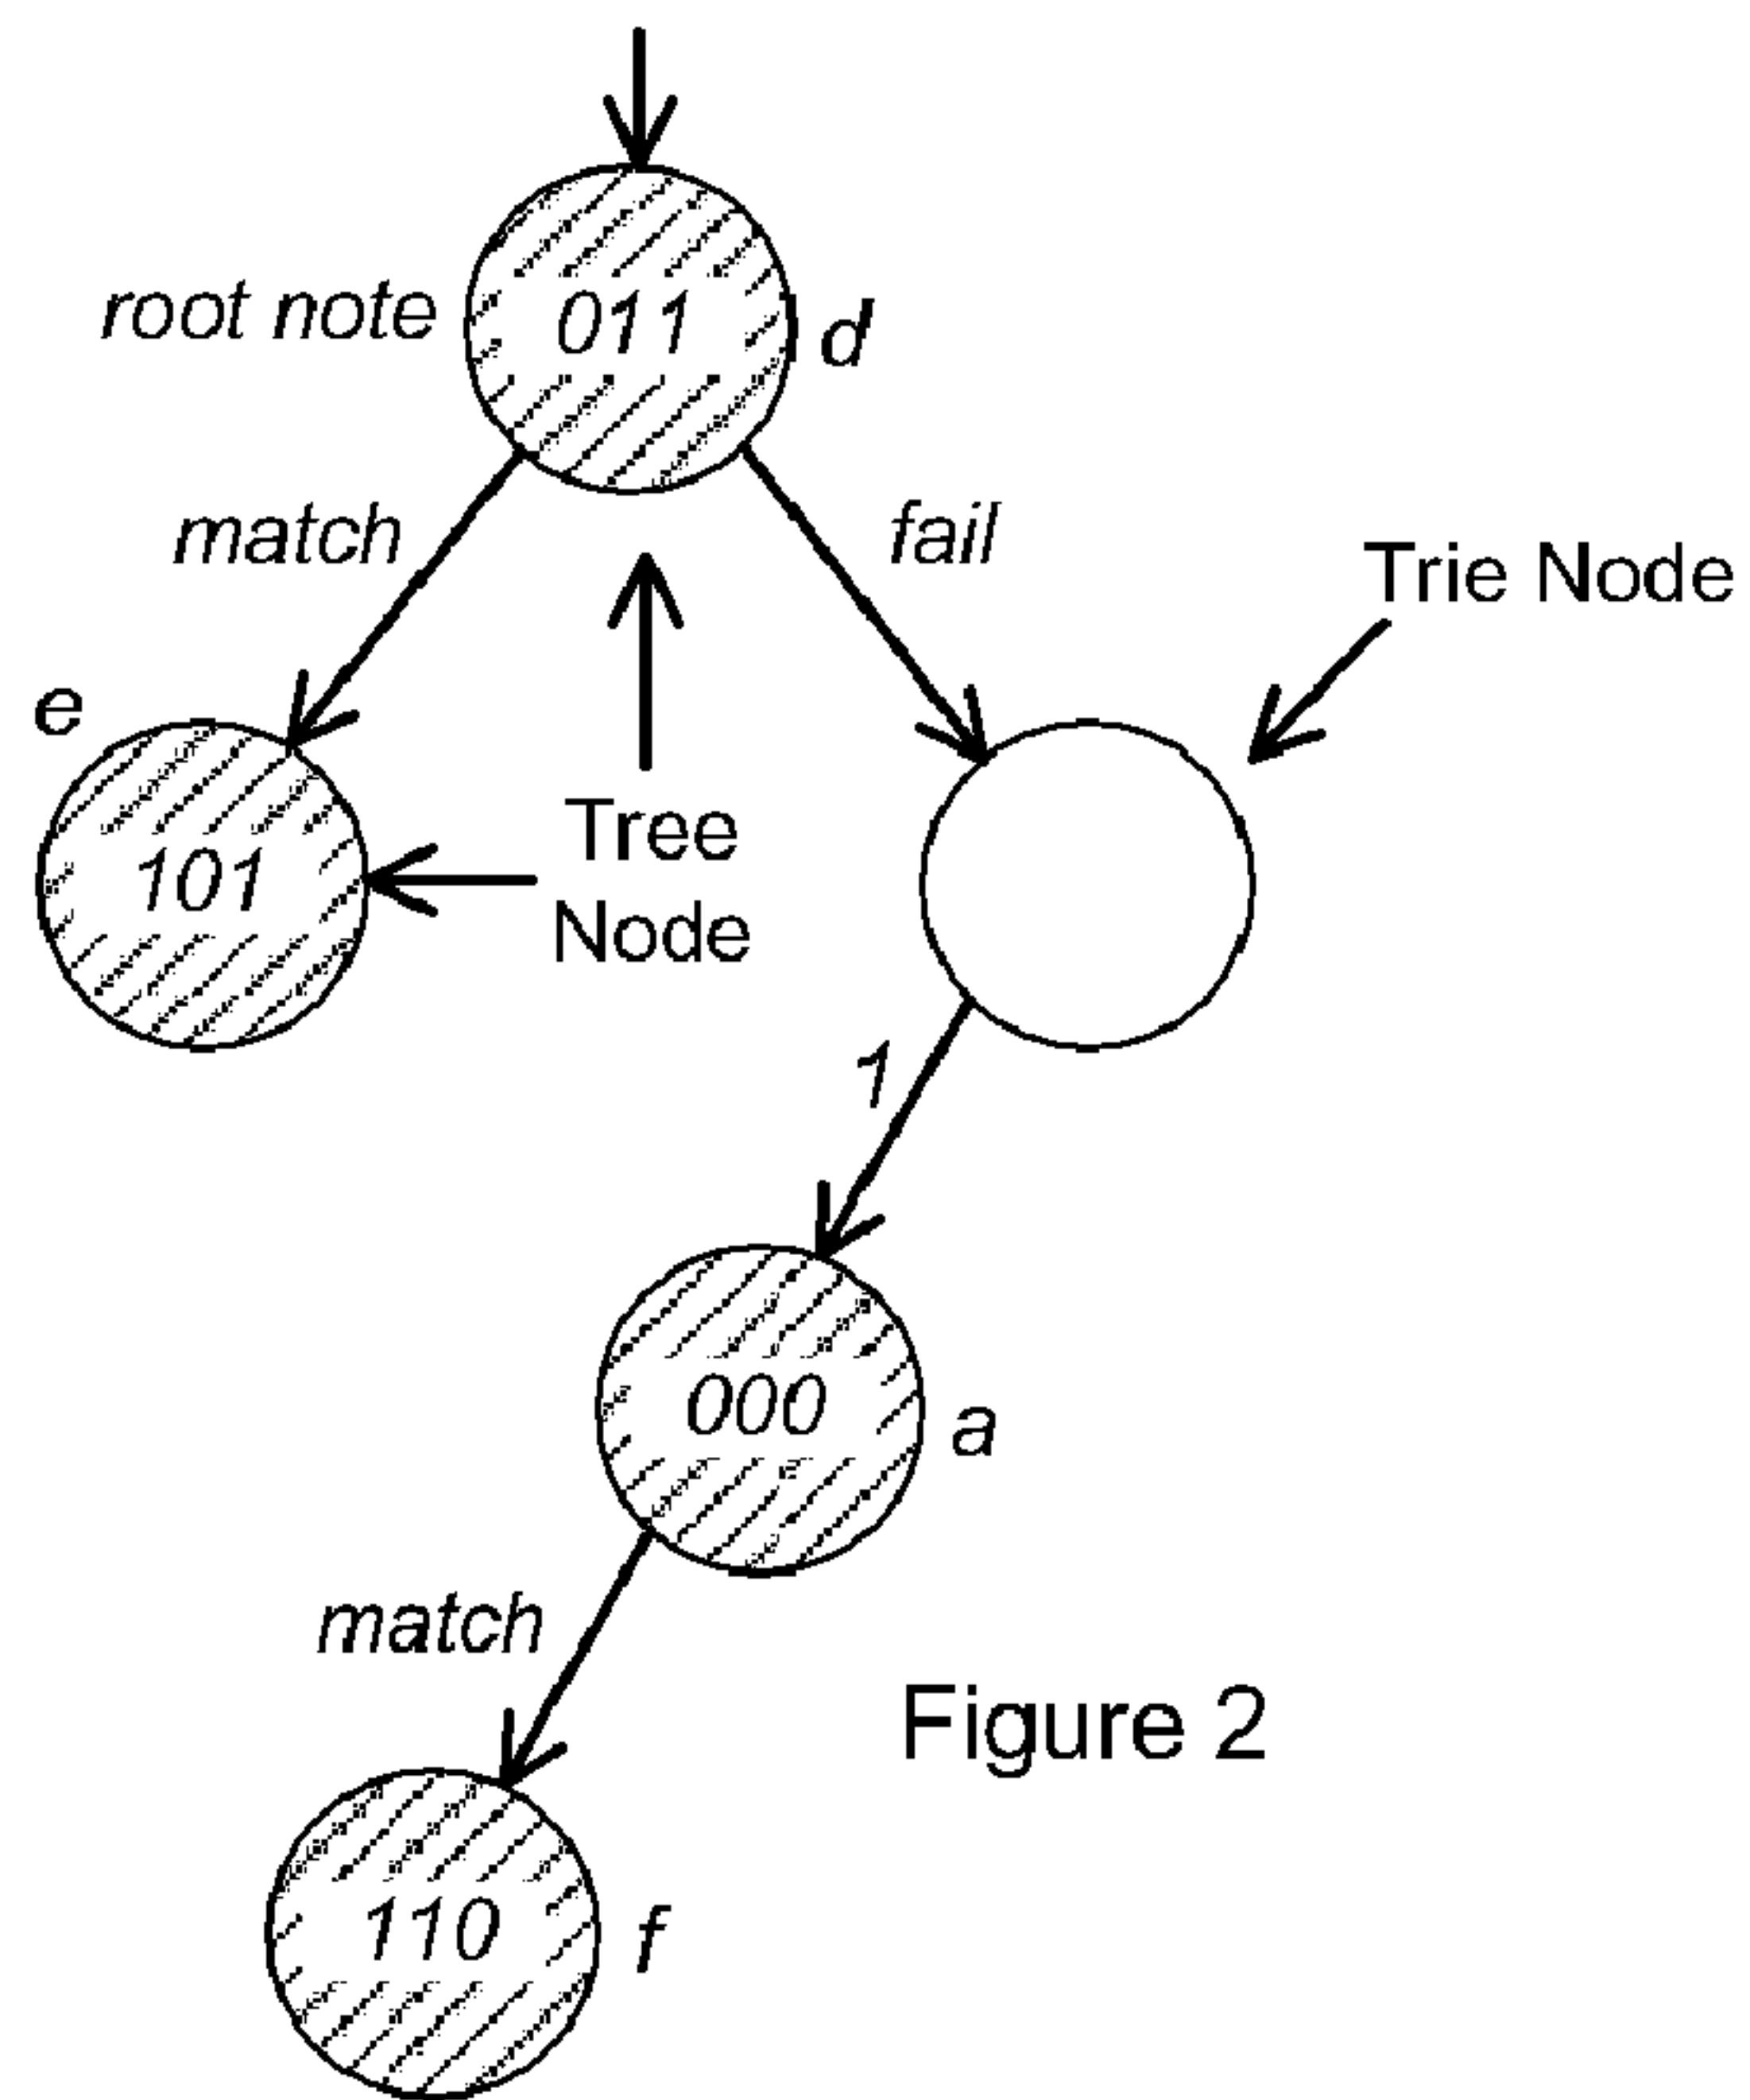 root note
011
d
match
fail
Trie Node
e
101
Tree
Node
1
000
a
match
Figure 2
110
f